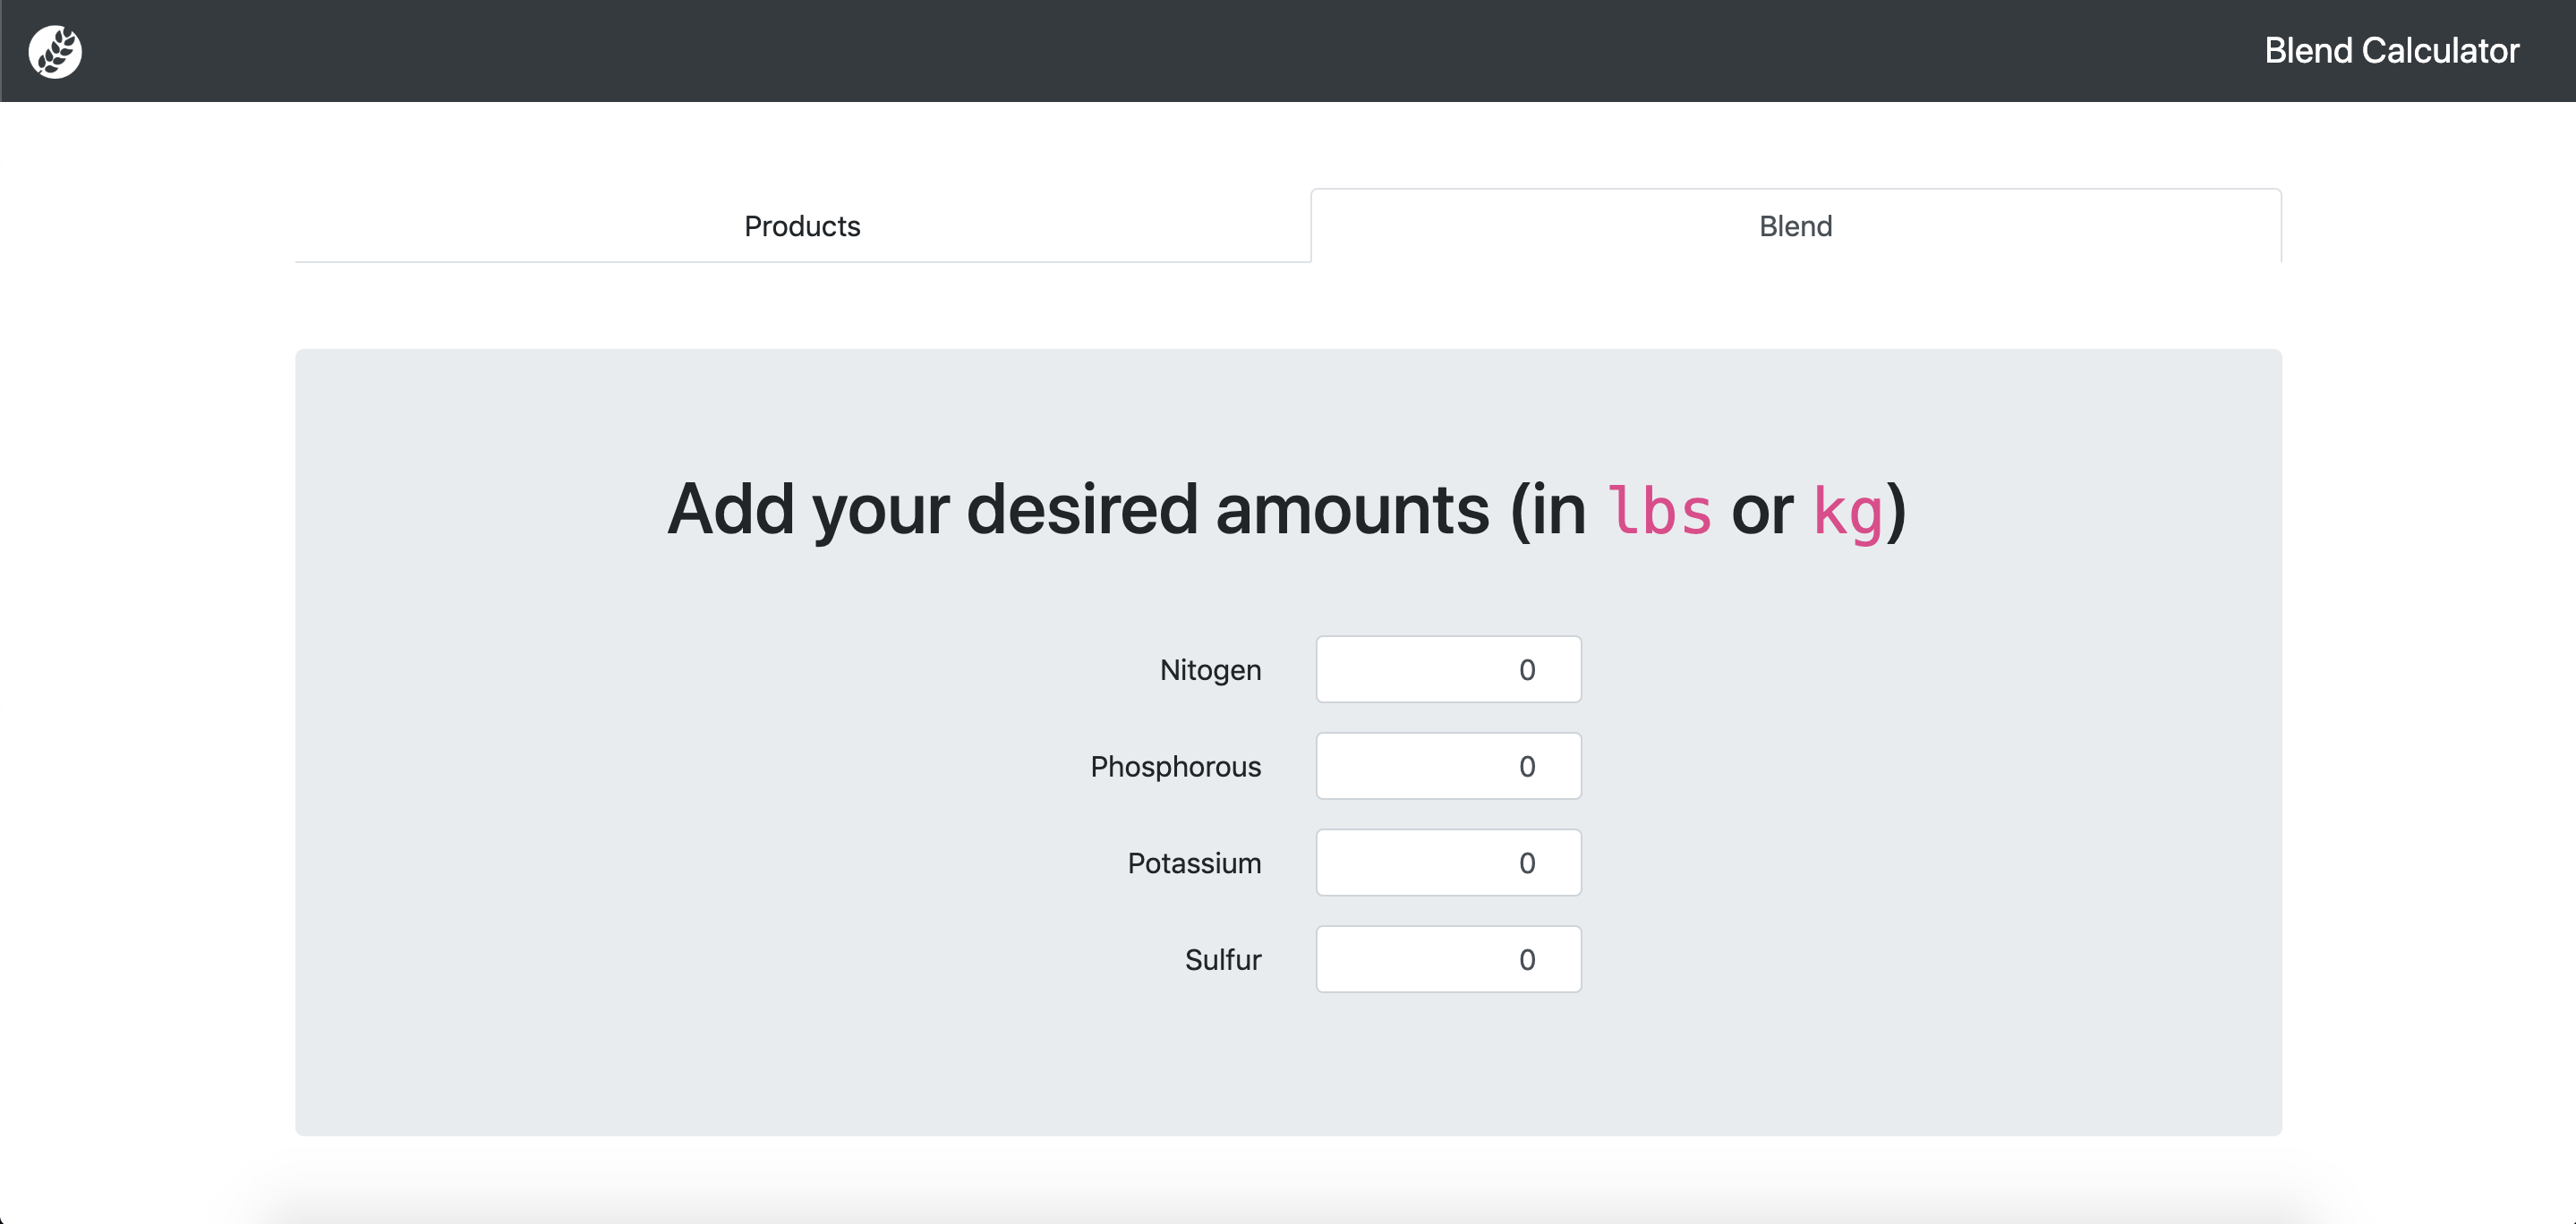 Blend Calculator
Products
Blend
Add your desired amounts (in lbs or kg)
Nitogen 0
Phosphorous 0
Potassium 0
Sulfur 0